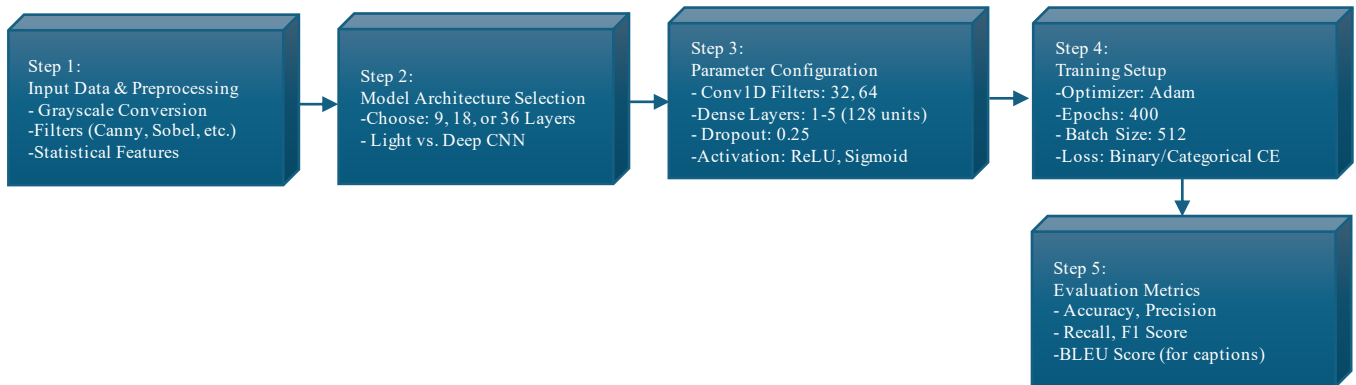 Step 1:
Input Data & Preprocessing
- Grayscale Conversion
-Filters (Canny, Sobel, etc.)
-Statistical Features
Step 2:
Model Architecture Selection
-Choose: 9, 18, or 36 Layers
- Light vs. Deep CNN
Step 3:
Parameter Configuration
- Conv1D Filters: 32, 64
-Dense Layers: 1-5 (128 units)
- Dropout: 0.25
-Activation: ReLU, Sigmoid
Step 4:
Training Setup
-Optimizer: Adam
-Epochs: 400
- Batch Size: 512
-Loss: Binary/Categorical CE
Step 5:
Evaluation Metrics
- Accuracy, Precision
- Recall, F1 Score
-BLEU Score (for captions)